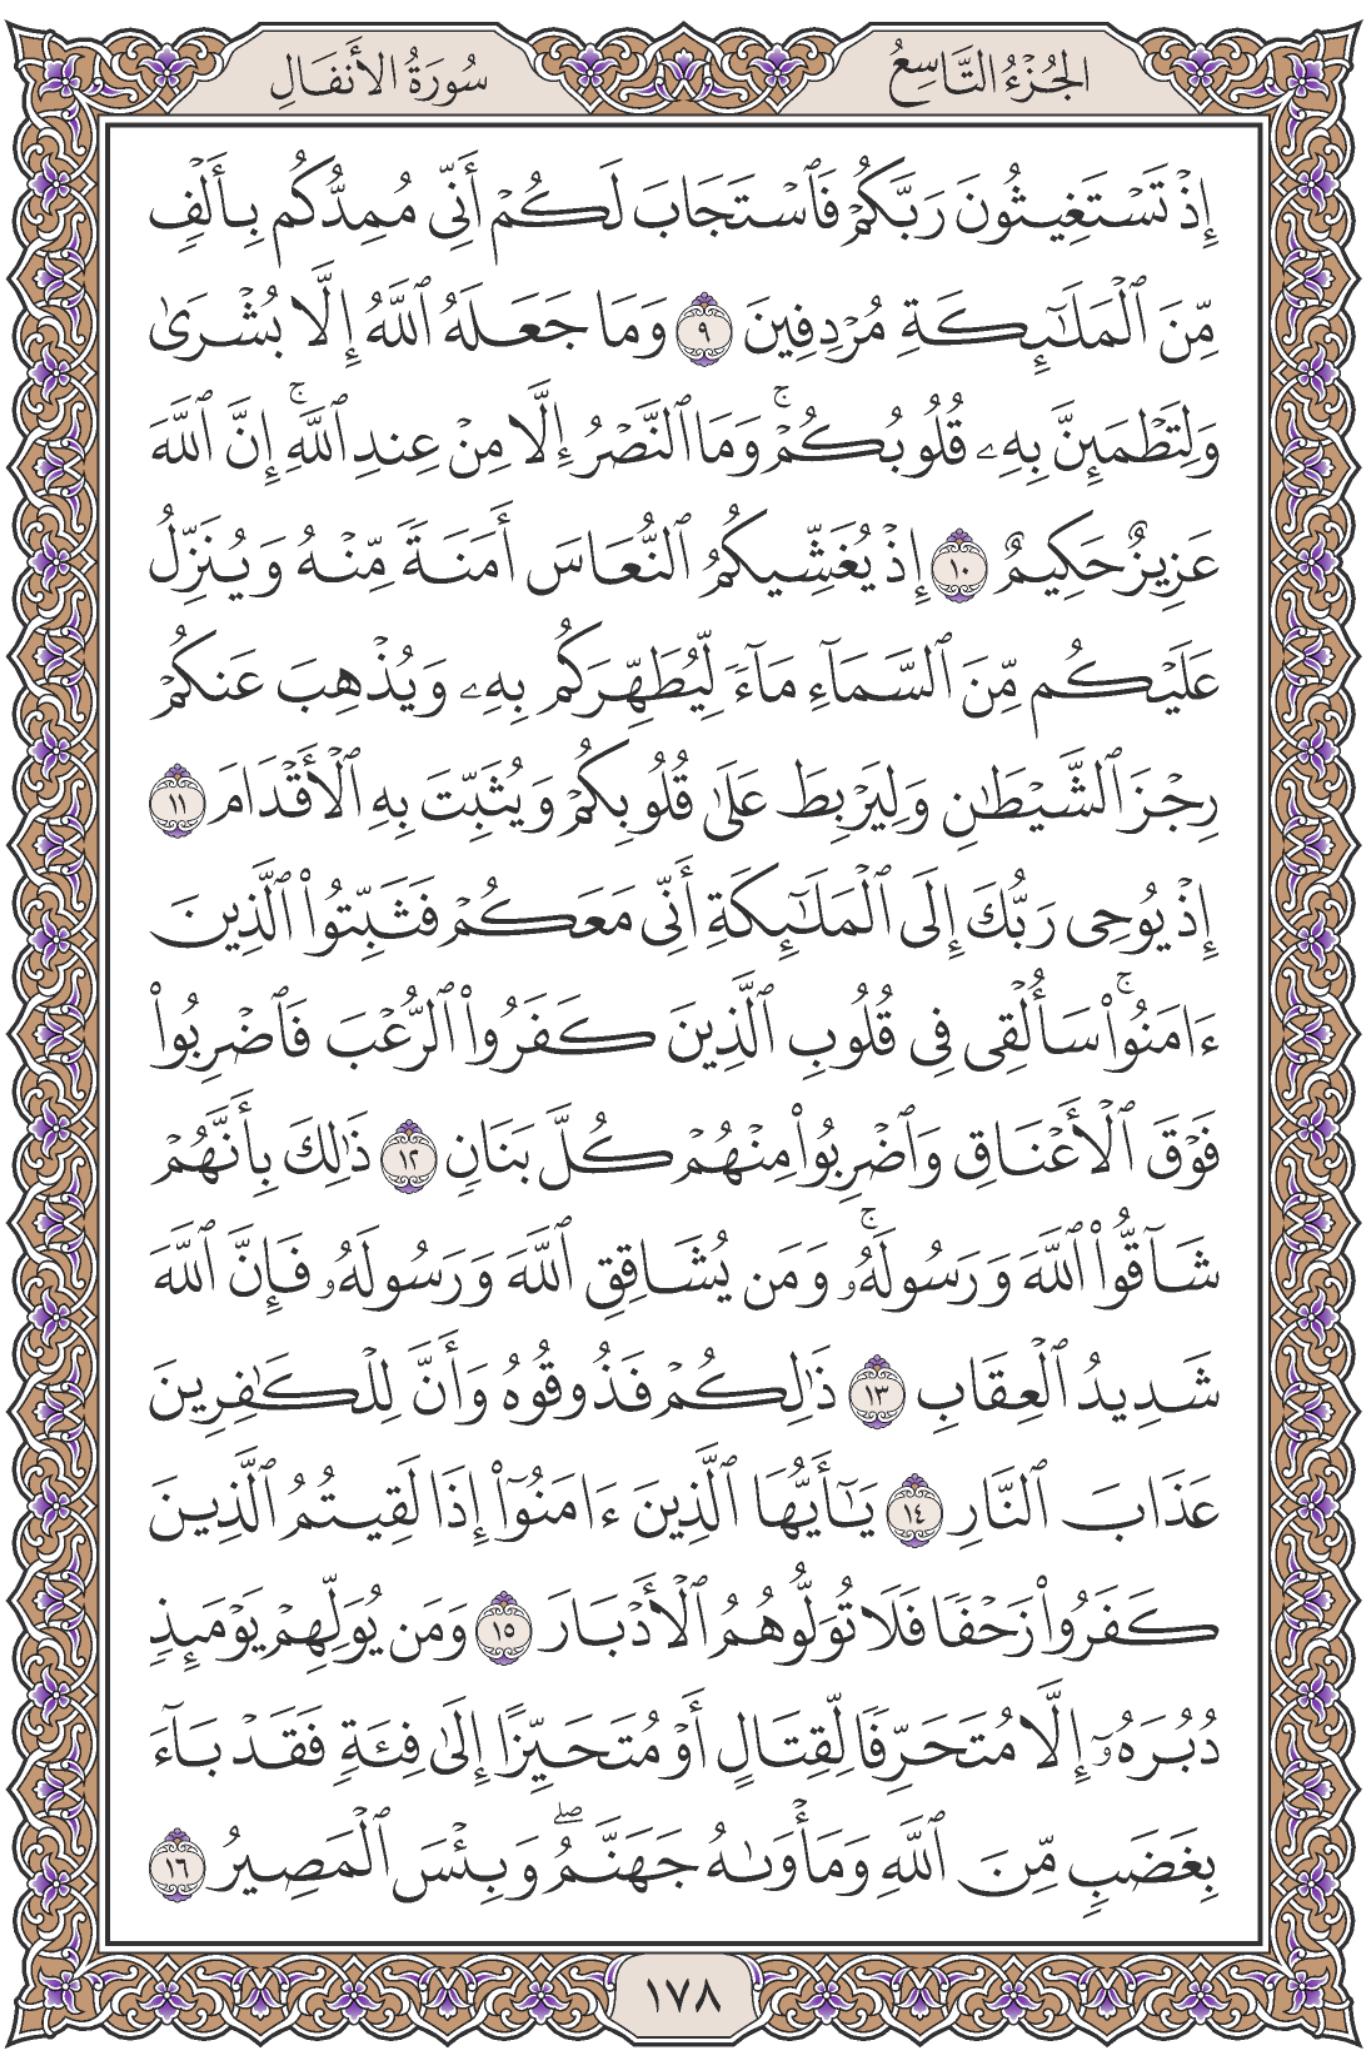 الجُزْءُ التَّاسِعُ
سُورَةُ الأَنفَالِ
إِذْ تَسْتَغِيثُونَ رَبَّكُمْ فَٱسْتَجَابَ لَكُمْ أَنِّى مُمِدُّكُم بِأَلْفٍ
مِّنَ ٱلْمَلَـٰٓئِكَةِ مُرْدِفِينَ ٩ وَمَا جَعَلَهُ ٱللَّهُ إِلَّا بُشْرَىٰ
وَلِتَطْمَئِنَّ بِهِۦ قُلُوبُكُمْ ۚ وَمَا ٱلنَّصْرُ إِلَّا مِنْ عِندِ ٱللَّهِ ۚ إِنَّ ٱللَّهَ
عَزِيزٌ حَكِيمٌ ١٠ إِذْ يُغَشِّيكُمُ ٱلنُّعَاسَ أَمَنَةً مِّنْهُ وَيُنَزِّلُ
عَلَيْكُم مِّنَ ٱلسَّمَآءِ مَآءً لِّيُطَهِّرَكُم بِهِۦ وَيُذْهِبَ عَنكُمْ
رِجْزَ ٱلشَّيْطَـٰنِ وَلِيَرْبِطَ عَلَىٰ قُلُوبِكُمْ وَيُثَبِّتَ بِهِ ٱلْأَقْدَامَ ١١
إِذْ يُوحِى رَبُّكَ إِلَى ٱلْمَلَـٰٓئِكَةِ أَنِّى مَعَكُمْ فَثَبِّتُوا۟ ٱلَّذِينَ
ءَامَنُوا۟ ۚ سَأُلْقِى فِى قُلُوبِ ٱلَّذِينَ كَفَرُوا۟ ٱلرُّعْبَ فَٱضْرِبُوا۟
فَوْقَ ٱلْأَعْنَاقِ وَٱضْرِبُوا۟ مِنْهُمْ كُلَّ بَنَانٍ ١٢ ذَٰلِكَ بِأَنَّهُمْ
شَآقُّوا۟ ٱللَّهَ وَرَسُولَهُۥ ۚ وَمَن يُشَاقِقِ ٱللَّهَ وَرَسُولَهُۥ فَإِنَّ ٱللَّهَ
شَدِيدُ ٱلْعِقَابِ ١٣ ذَٰلِكُمْ فَذُوقُوهُ وَأَنَّ لِلْكَـٰفِرِينَ
عَذَابَ ٱلنَّارِ ١٤ يَـٰٓأَيُّهَا ٱلَّذِينَ ءَامَنُوٓا۟ إِذَا لَقِيتُمُ ٱلَّذِينَ
كَفَرُوا۟ زَحْفًا فَلَا تُوَلُّوهُمُ ٱلْأَدْبَارَ ١٥ وَمَن يُوَلِّهِمْ يَوْمَئِذٍ
دُبُرَهُۥٓ إِلَّا مُتَحَرِّفًا لِّقِتَالٍ أَوْ مُتَحَيِّزًا إِلَىٰ فِئَةٍ فَقَدْ بَآءَ
بِغَضَبٍ مِّنَ ٱللَّهِ وَمَأْوَىٰهُ جَهَنَّمُ ۖ وَبِئْسَ ٱلْمَصِيرُ ١٦
١٧٨